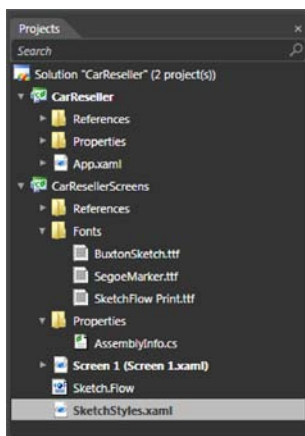 Projects
Search
Solution "CarReseller" (2 project(s))
CarReseller
References
Properties
App.xaml
CarResellerScreens
References
Fonts
BuxtonSketch.ttf
SegoeMarker.ttf
SketchFlow Print.ttf
Properties
AssemblyInfo.cs
Screen 1 (Screen 1.xaml)
Sketch.Flow
SketchStyles.xaml